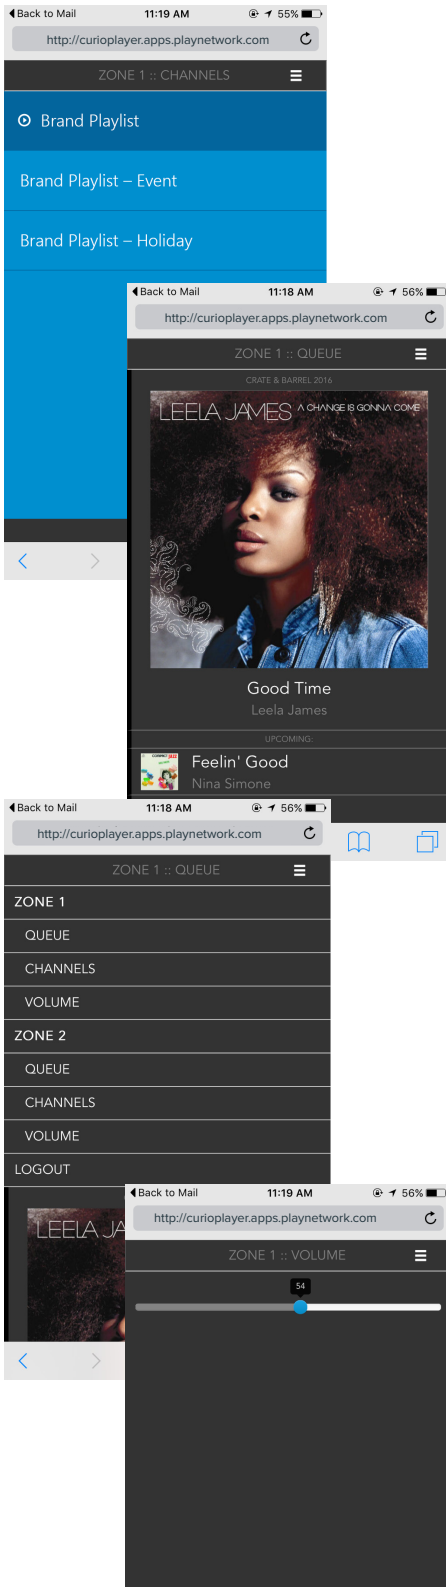 Back to Mail 11:19 AM 55%
http://curioplayer.apps.playnetwork.com
ZONE 1 :: CHANNELS
Brand Playlist
Brand Playlist – Event
Brand Playlist – Holiday
Back to Mail 11:18 AM 56%
http://curioplayer.apps.playnetwork.com
ZONE 1 :: QUEUE
CRATE & BARREL 2016
LEELA JAMES A CHANGE IS GONNA COME
Good Time
Leela James
UPCOMING:
Feelin' Good
Nina Simone
Back to Mail 11:18 AM 56%
http://curioplayer.apps.playnetwork.com
ZONE 1 :: QUEUE
ZONE 1
QUEUE
CHANNELS
VOLUME
ZONE 2
QUEUE
CHANNELS
VOLUME
LOGOUT
LEELA JA
Back to Mail 11:19 AM 56%
http://curioplayer.apps.playnetwork.com
ZONE 1 :: VOLUME
54